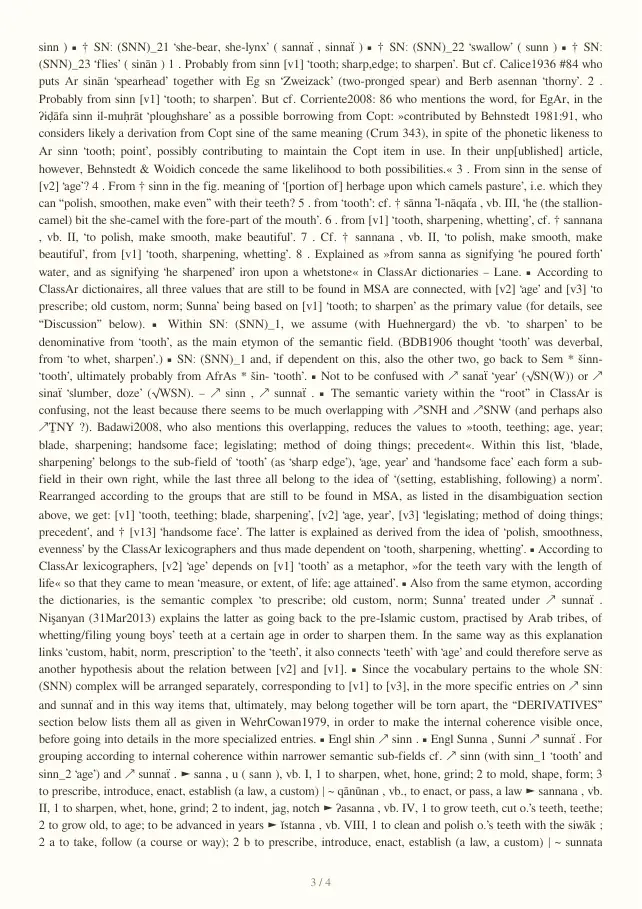 sinn ) ▪ † SN: (SNN)_21 ‘she-bear, she-lynx’ ( sannaẗ , sinnaẗ ) ▪ † SN: (SNN)_22 ‘swallow’ ( sunn ) ▪ † SN:
(SNN)_23 ‘flies’ ( sinān ) 1 . Probably from sinn [v1] ‘tooth; sharp,edge; to sharpen’. But cf. Calice1936 #84 who
puts Ar sinān ‘spearhead’ together with Eg sn ‘Zweizack’ (two-pronged spear) and Berb asennan ‘thorny’. 2 .
Probably from sinn [v1] ‘tooth; to sharpen’. But cf. Corriente2008: 86 who mentions the word, for EgAr, in the
ʔiḍāfa sinn il-muḥrāt ‘ploughshare’ as a possible borrowing from Copt: »contributed by Behnstedt 1981:91, who
considers likely a derivation from Copt sine of the same meaning (Crum 343), in spite of the phonetic likeness to
Ar sinn ‘tooth; point’, possibly contributing to maintain the Copt item in use. In their unp[ublished] article,
however, Behnstedt & Woidich concede the same likelihood to both possibilities.« 3 . From sinn in the sense of
[v2] ‘age’? 4 . From † sinn in the fig. meaning of ‘[portion of] herbage upon which camels pasture’, i.e. which they
can “polish, smoothen, make even” with their teeth? 5 . from ‘tooth’: cf. † sānna ’l-nāqaẗa , vb. III, ‘he (the stallion-
camel) bit the she-camel with the fore-part of the mouth’. 6 . from [v1] ‘tooth, sharpening, whetting’, cf. † sannana
, vb. II, ‘to polish, make smooth, make beautiful’. 7 . Cf. † sannana , vb. II, ‘to polish, make smooth, make
beautiful’, from [v1] ‘tooth, sharpening, whetting’. 8 . Explained as »from sanna as signifying ‘he poured forth’
water, and as signifying ‘he sharpened’ iron upon a whetstone« in ClassAr dictionaries – Lane. ▪ According to
ClassAr dictionaires, all three values that are still to be found in MSA are connected, with [v2] ‘age’ and [v3] ‘to
prescribe; old custom, norm; Sunna’ being based on [v1] ‘tooth; to sharpen’ as the primary value (for details, see
“Discussion” below). ▪ Within SN: (SNN)_1, we assume (with Huehnergard) the vb. ‘to sharpen’ to be
denominative from ‘tooth’, as the main etymon of the semantic field. (BDB1906 thought ‘tooth’ was deverbal,
from ‘to whet, sharpen’.) ▪ SN: (SNN)_1 and, if dependent on this, also the other two, go back to Sem * šinn-
‘tooth’, ultimately probably from AfrAs * šin- ‘tooth’. ▪ Not to be confused with ↗ sanaẗ ‘year’ (√SN(W)) or ↗
sinaẗ ‘slumber, doze’ (√WSN). – ↗ sinn , ↗ sunnaẗ . ▪ The semantic variety within the “root” in ClassAr is
confusing, not the least because there seems to be much overlapping with ↗SNH and ↗SNW (and perhaps also
↗ṮNY ?). Badawi2008, who also mentions this overlapping, reduces the values to »tooth, teething; age, year;
blade, sharpening; handsome face; legislating; method of doing things; precedent«. Within this list, ‘blade,
sharpening’ belongs to the sub-field of ‘tooth’ (as ‘sharp edge’), ‘age, year’ and ‘handsome face’ each form a sub-
field in their own right, while the last three all belong to the idea of ‘(setting, establishing, following) a norm’.
Rearranged according to the groups that are still to be found in MSA, as listed in the disambiguation section
above, we get: [v1] ‘tooth, teething; blade, sharpening’, [v2] ‘age, year’, [v3] ‘legislating; method of doing things;
precedent’, and † [v13] ‘handsome face’. The latter is explained as derived from the idea of ‘polish, smoothness,
evenness’ by the ClassAr lexicographers and thus made dependent on ‘tooth, sharpening, whetting’. ▪ According to
ClassAr lexicographers, [v2] ‘age’ depends on [v1] ‘tooth’ as a metaphor, »for the teeth vary with the length of
life« so that they came to mean ‘measure, or extent, of life; age attained’. ▪ Also from the same etymon, according
the dictionaries, is the semantic complex ‘to prescribe; old custom, norm; Sunna’ treated under ↗ sunnaẗ .
Nişanyan (31Mar2013) explains the latter as going back to the pre-Islamic custom, practised by Arab tribes, of
whetting/filing young boys’ teeth at a certain age in order to sharpen them. In the same way as this explanation
links ‘custom, habit, norm, prescription’ to the ‘teeth’, it also connects ‘teeth’ with ‘age’ and could therefore serve as
another hypothesis about the relation between [v2] and [v1]. ▪ Since the vocabulary pertains to the whole SN:
(SNN) complex will be arranged separately, corresponding to [v1] to [v3], in the more specific entries on ↗ sinn
and sunnaẗ and in this way items that, ultimately, may belong together will be torn apart, the “DERIVATIVES”
section below lists them all as given in WehrCowan1979, in order to make the internal coherence visible once,
before going into details in the more specialized entries. ▪ Engl shin ↗ sinn . ▪ Engl Sunna , Sunni ↗ sunnaẗ . For
grouping according to internal coherence within narrower semantic sub-fields cf. ↗ sinn (with sinn_1 ‘tooth’ and
sinn_2 ‘age’) and ↗ sunnaẗ . ► sanna , u ( sann ), vb. I, 1 to sharpen, whet, hone, grind; 2 to mold, shape, form; 3
to prescribe, introduce, enact, establish (a law, a custom) | ~ qānūnan , vb., to enact, or pass, a law ► sannana , vb.
II, 1 to sharpen, whet, hone, grind; 2 to indent, jag, notch ► ʔasanna , vb. IV, 1 to grow teeth, cut o.’s teeth, teethe;
2 to grow old, to age; to be advanced in years ► ĭstanna , vb. VIII, 1 to clean and polish o.’s teeth with the siwāk ;
2 a to take, follow (a course or way); 2 b to prescribe, introduce, enact, establish (a law, a custom) | ~ sunnata
3 / 4